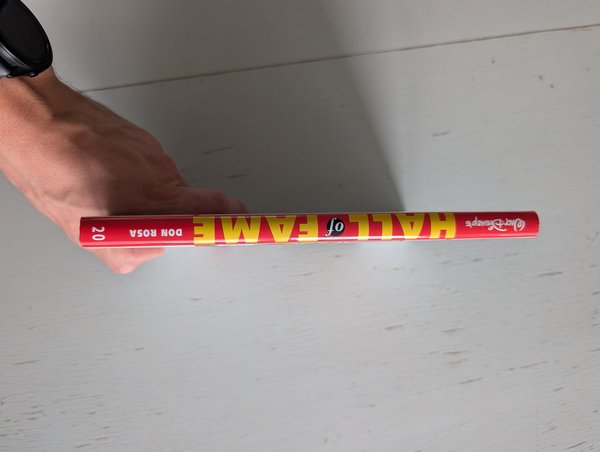 Walt Disney's HALL of FAME DON ROSA 20